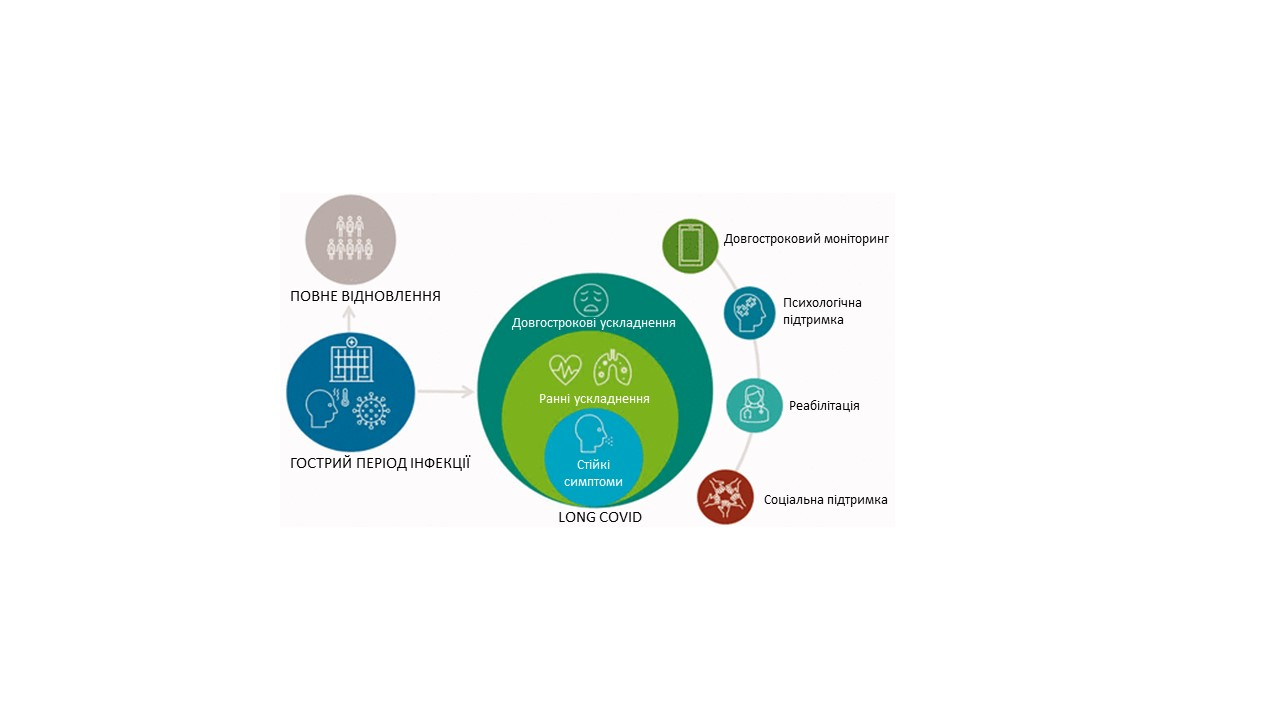 ПОВНЕ ВІДНОВЛЕННЯ
ГОСТРИЙ ПЕРІОД ІНФЕКЦІЇ
Довгострокові ускладнення
Ранні ускладнення
Стійкі
симптоми
LONG COVID
Довгостроковий моніторинг
Психологічна
підтримка
Реабілітація
Соціальна підтримка